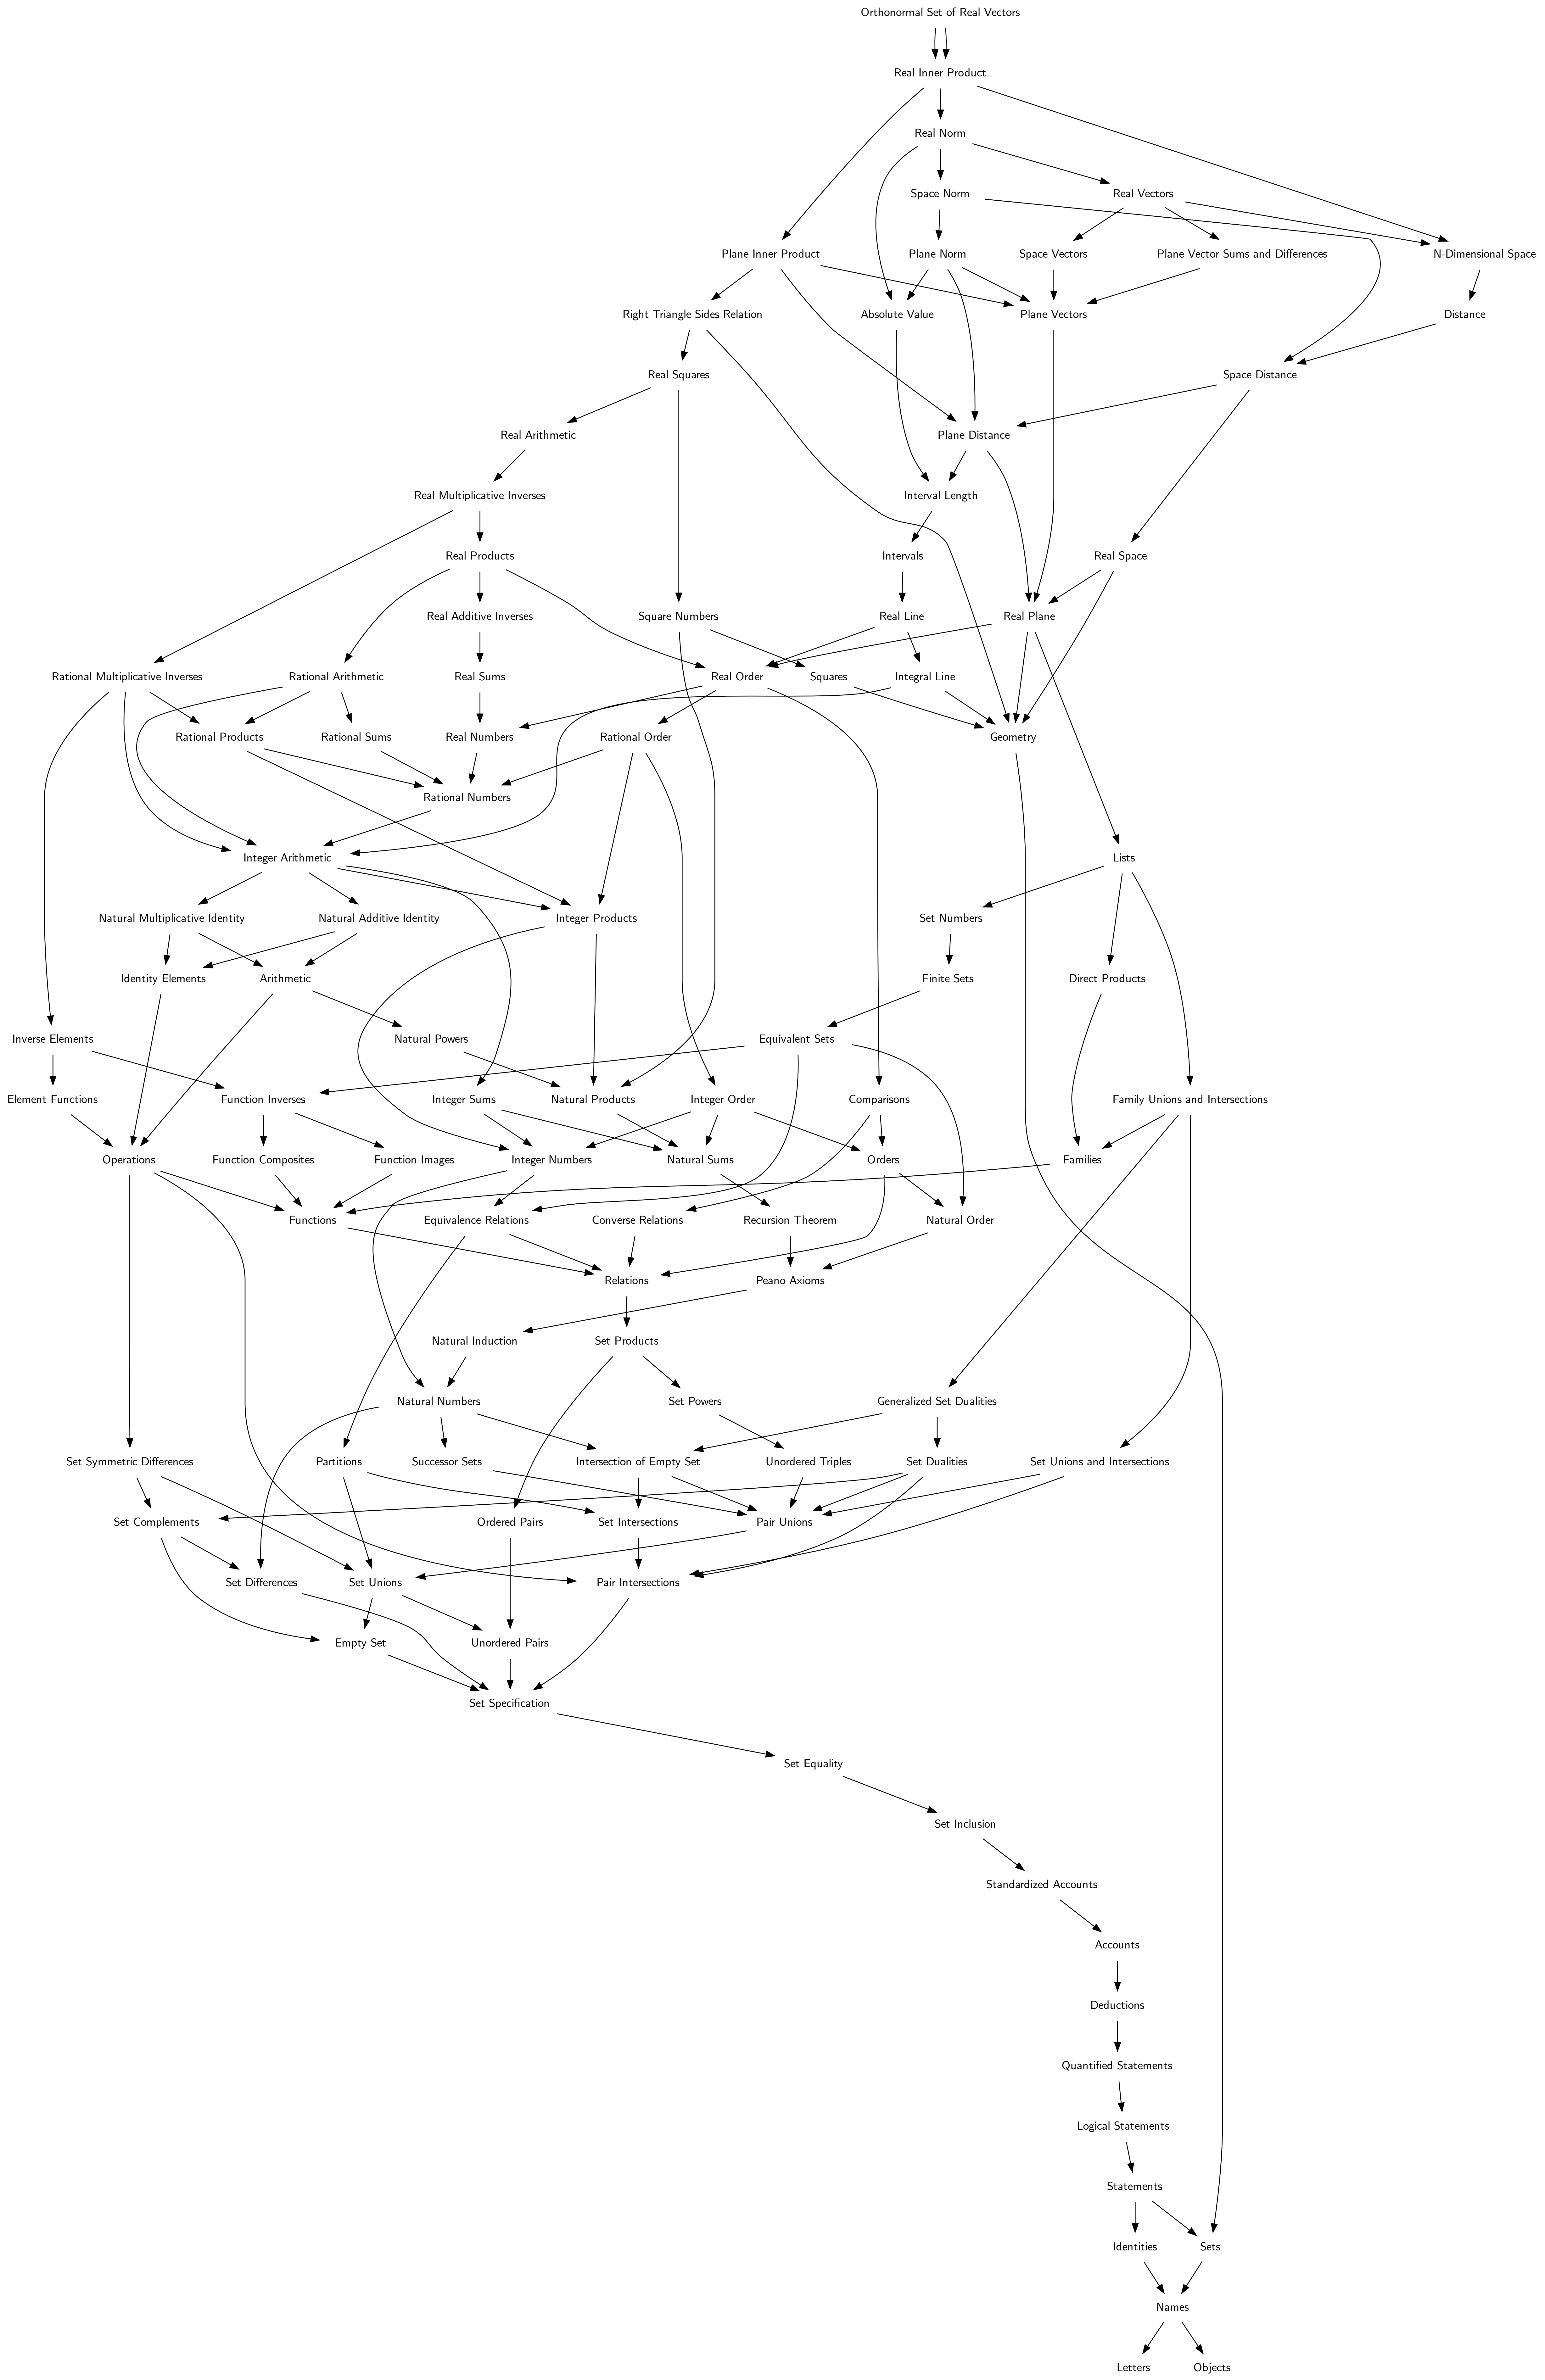 Orthonormal Set of Real Vectors
Real Inner Product
Real Norm
Space Norm
Real Vectors
Plane Inner Product
Plane Norm
Space Vectors
Plane Vector Sums and Differences
N-Dimensional Space
Right Triangle Sides Relation
Absolute Value
Plane Vectors
Distance
Real Squares
Space Distance
Real Arithmetic
Plane Distance
Real Multiplicative Inverses
Interval Length
Real Products
Intervals
Real Space
Real Additive Inverses
Square Numbers
Real Line
Real Plane
Rational Multiplicative Inverses
Rational Arithmetic
Real Sums
Real Order
Squares
Integral Line
Rational Products
Rational Sums
Real Numbers
Rational Order
Geometry
Rational Numbers
Integer Arithmetic
Lists
Natural Multiplicative Identity
Natural Additive Identity
Integer Products
Set Numbers
Identity Elements
Arithmetic
Finite Sets
Direct Products
Inverse Elements
Natural Powers
Equivalent Sets
Element Functions
Function Inverses
Integer Sums
Natural Products
Integer Order
Comparisons
Family Unions and Intersections
Operations
Function Composites
Function Images
Integer Numbers
Natural Sums
Orders
Families
Functions
Equivalence Relations
Converse Relations
Recursion Theorem
Natural Order
Relations
Peano Axioms
Natural Induction
Set Products
Natural Numbers
Set Powers
Generalized Set Dualities
Set Symmetric Differences
Partitions
Successor Sets
Intersection of Empty Set
Unordered Triples
Set Dualities
Set Unions and Intersections
Set Complements
Ordered Pairs
Set Intersections
Pair Unions
Set Differences
Set Unions
Pair Intersections
Empty Set
Unordered Pairs
Set Specification
Set Equality
Set Inclusion
Standardized Accounts
Accounts
Deductions
Quantified Statements
Logical Statements
Statements
Identities
Sets
Names
Letters
Objects